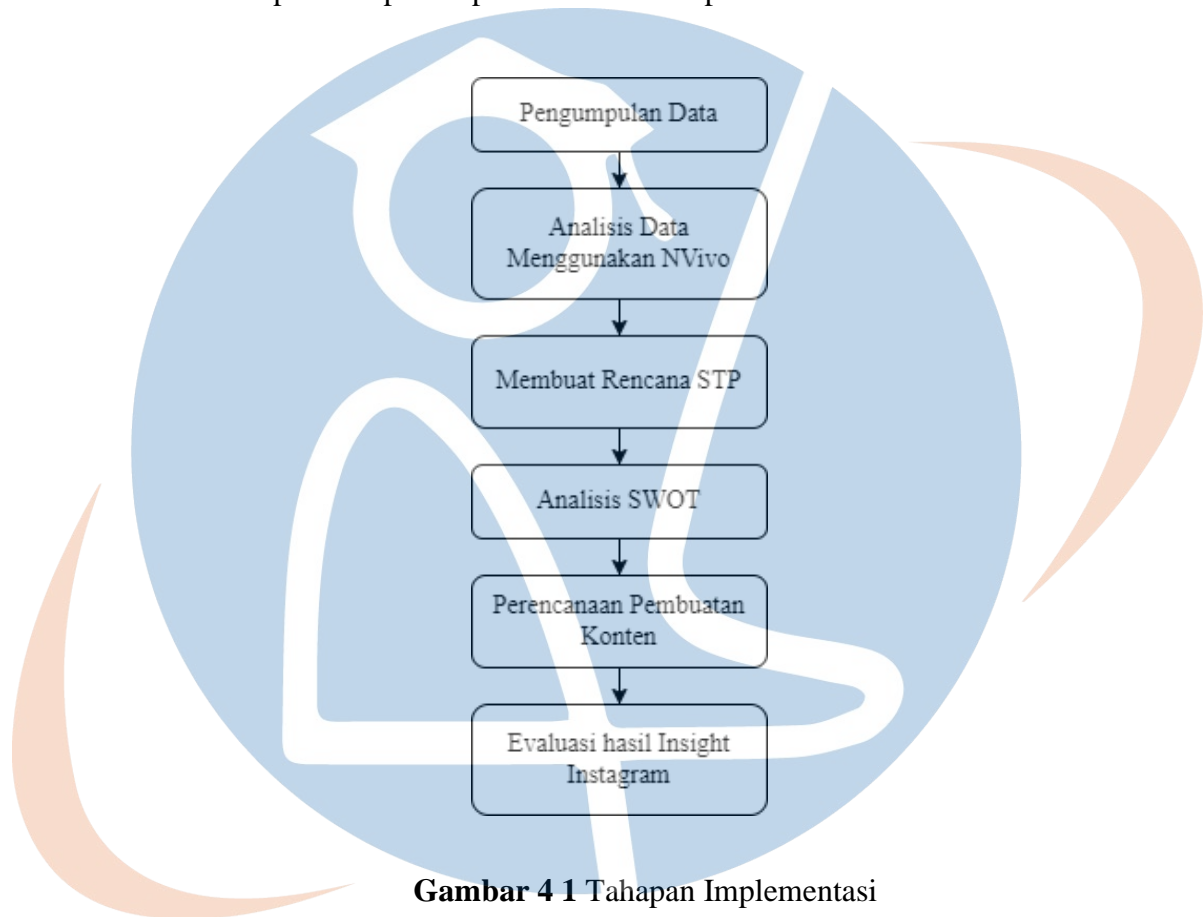 Pengumpulan Data
Analisis Data
Menggunakan NVivo
Membuat Rencana STP
Analisis SWOT
Perencanaan Pembuatan
Konten
Evaluasi hasil Insight
Instagram
Gambar 4 1 Tahapan Implementasi